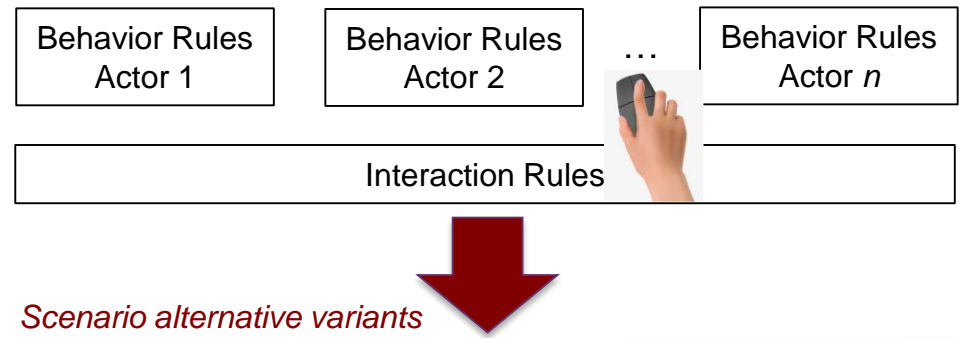 Behavior Rules
Actor 1
Behavior Rules
Actor 2
...
Behavior Rules
Actor n
Interaction Rules
Scenario alternative variants